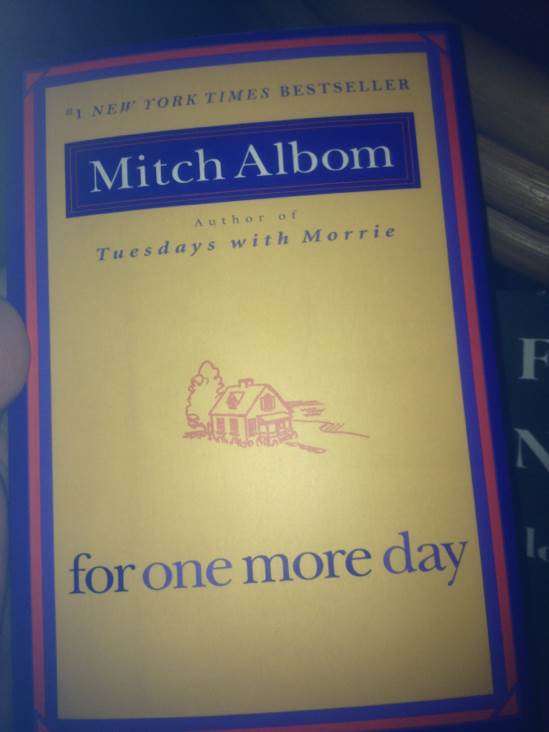 #1 NEW YORK TIMES BESTSELLER
Mitch Albom
Author of
Tuesdays with Morrie
for one more day
F
N